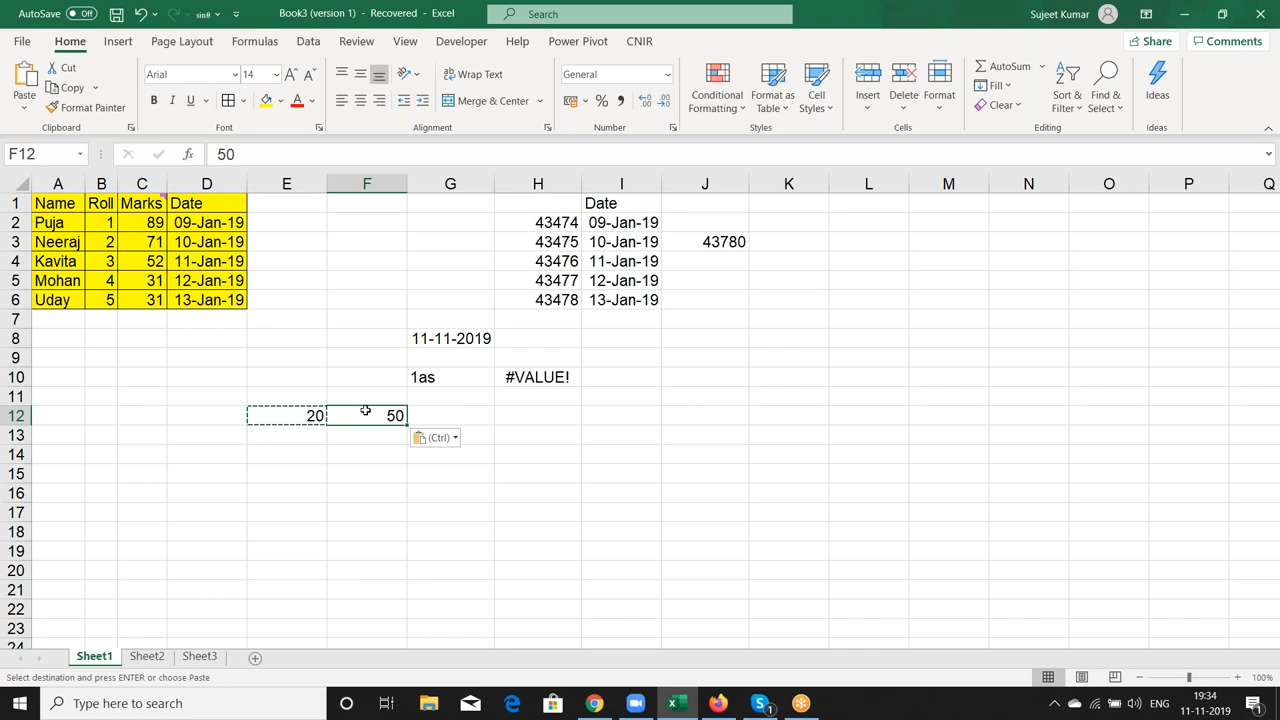 AutoSave Off sinθ Book3 (version 1) - Recovered - Excel Search Sujeet Kumar
File Home Insert Page Layout Formulas Data Review View Developer Help Power Pivot CNIR Share Comments
Paste Cut Copy Format Painter Clipboard
Arial 14 A A B I U A Font
ab Wrap Text Merge & Center Alignment
General % , Number
Conditional Formatting Format as Table Cell Styles Styles
Insert Delete Format Cells
AutoSum Fill Clear Sort & Filter Find & Select Editing
Ideas Ideas
F12 fx 50
A B C D E F G H I J K L M N O P Q
1 Name Roll Marks Date Date
2 Puja 1 89 09-Jan-19 43474 09-Jan-19
3 Neeraj 2 71 10-Jan-19 43475 10-Jan-19 43780
4 Kavita 3 52 11-Jan-19 43476 11-Jan-19
5 Mohan 4 31 12-Jan-19 43477 12-Jan-19
6 Uday 5 31 13-Jan-19 43478 13-Jan-19
7
8 11-11-2019
9
10 1as #VALUE!
11
12 20 50
13 (Ctrl)
14
15
16
17
18
19
20
21
22
23
24
Sheet1 Sheet2 Sheet3
Select destination and press ENTER or choose Paste 100%
Type here to search 1 ENG 19:34
11-11-2019 1